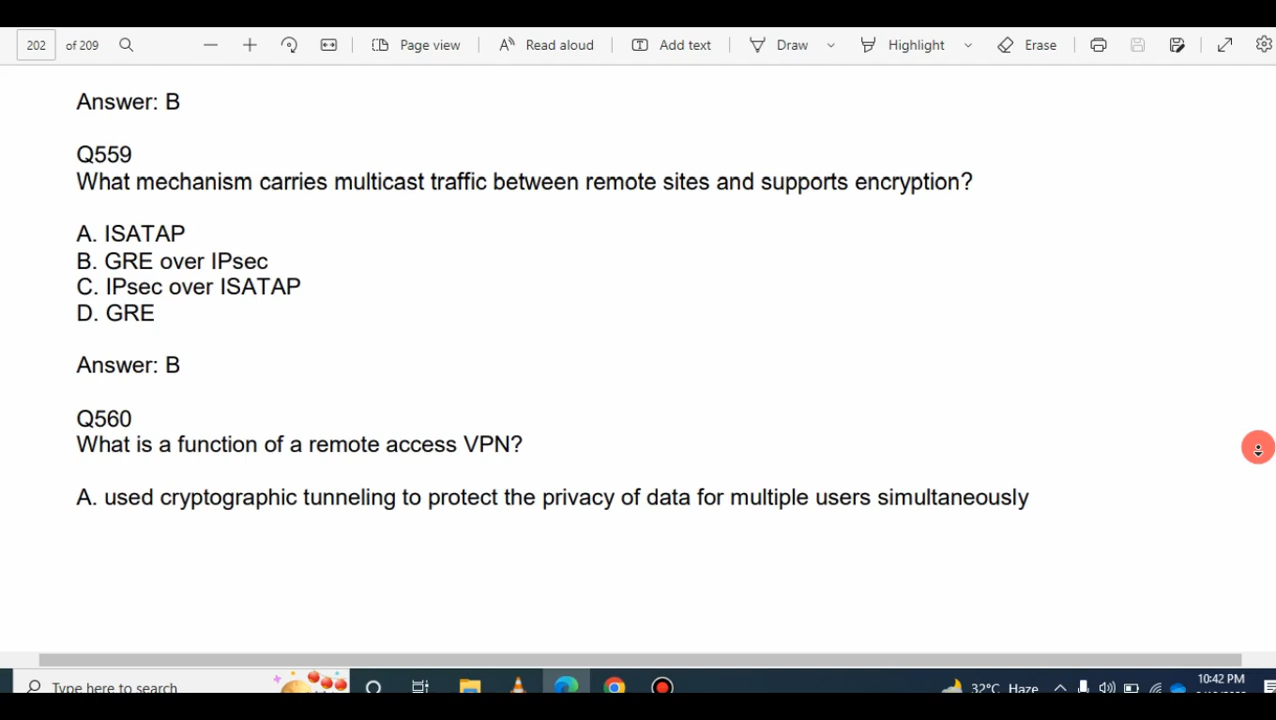 202 of 209 Page view Read aloud Add text Draw Highlight Erase
Answer: B
Q559
What mechanism carries multicast traffic between remote sites and supports encryption?
A. ISATAP
B. GRE over IPsec
C. IPsec over ISATAP
D. GRE
Answer: B
Q560
What is a function of a remote access VPN?
A. used cryptographic tunneling to protect the privacy of data for multiple users simultaneously
Type here to search 32°C Haze 10:42 PM